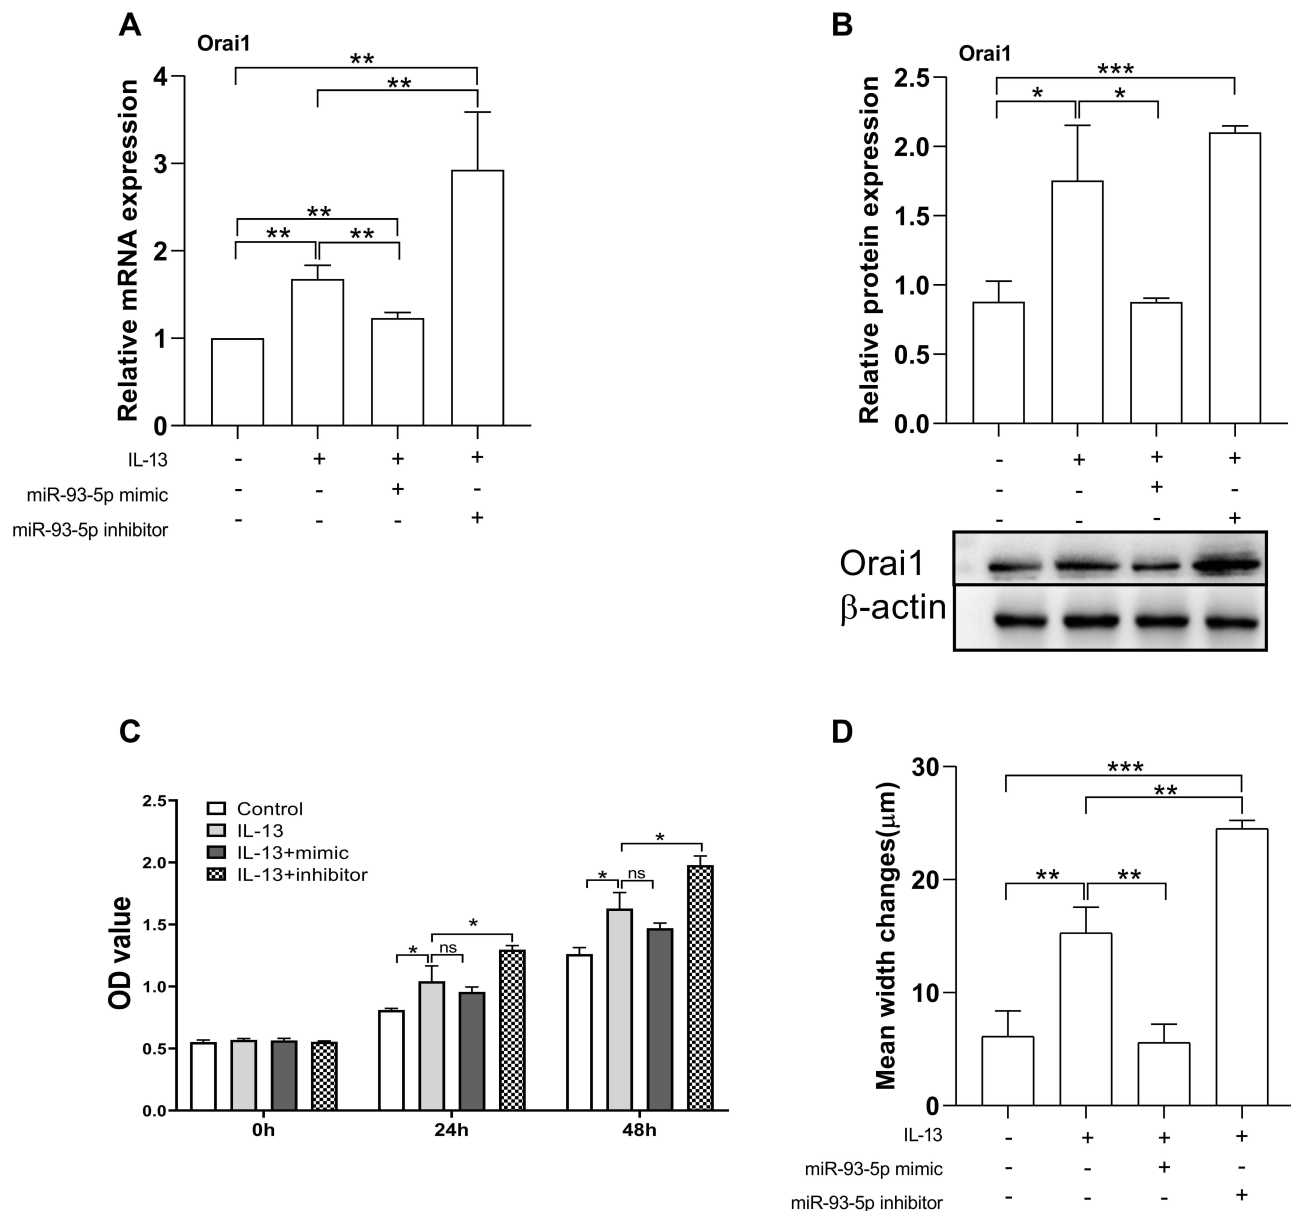 A
Orai1
**
**
4
3
2
1
0
**
**
**
Relative mRNA expression
IL-13 - + + +
miR-93-5p mimic - - + -
miR-93-5p inhibitor - - - +
B
Orai1
***
* *
2.5
2.0
1.5
1.0
0.5
0.0
Relative protein expression
- + + +
- - + -
- - - +
Orai1
β-actin
C
2.5
2.0
1.5
1.0
0.5
0.0
OD value
Control
IL-13
IL-13+mimic
IL-13+inhibitor
*
* ns
*
* ns
0h 24h 48h
D
30
20
10
0
Mean width changes(μm)
***
**
** **
IL-13 - + + +
miR-93-5p mimic - - + -
miR-93-5p inhibitor - - - +